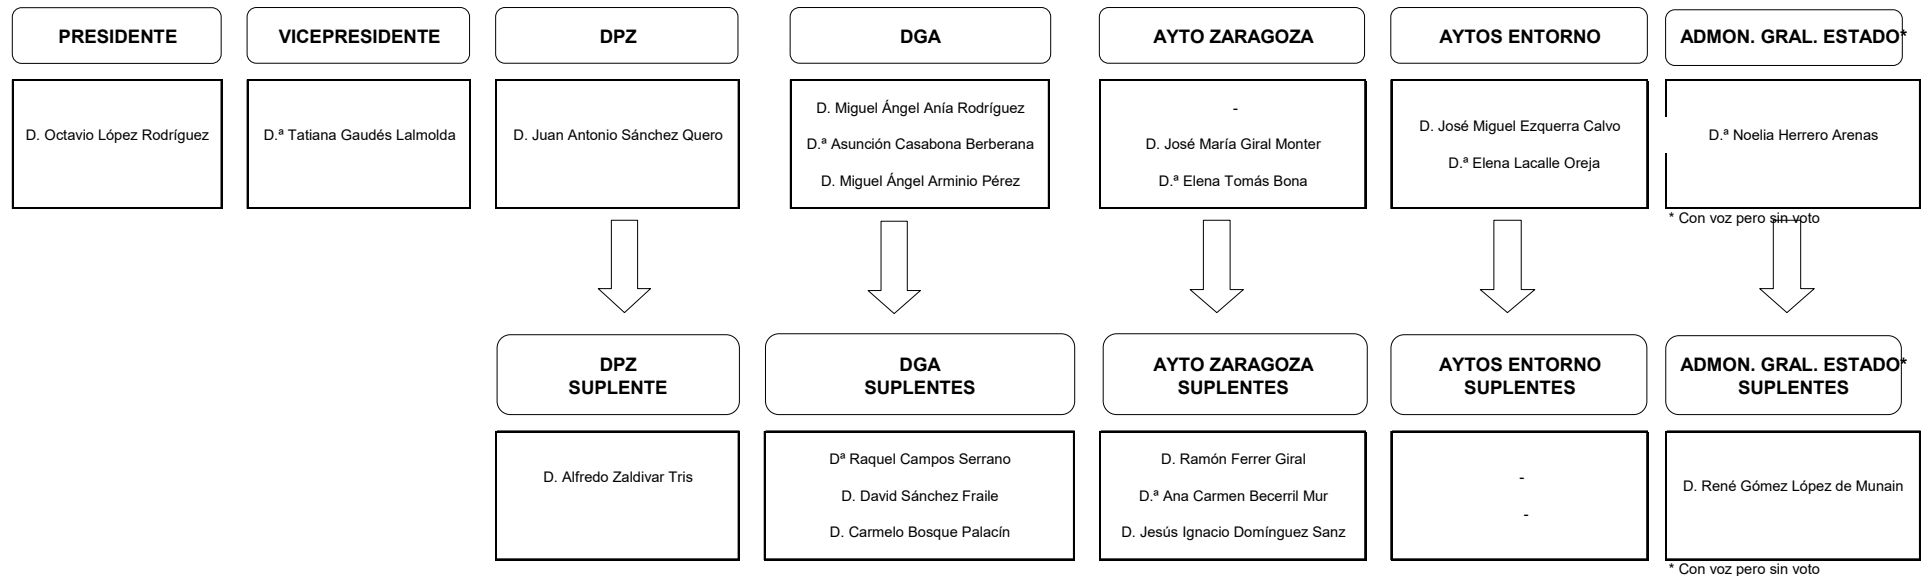 PRESIDENTE
VICEPRESIDENTE
DPZ
DGA
AYTO ZARAGOZA
AYTOS ENTORNO
ADMON. GRAL. ESTADO*
D. Octavio López Rodríguez
D.ª Tatiana Gaudés Lalmolda
D. Juan Antonio Sánchez Quero
D. Miguel Ángel Anía Rodríguez
D.ª Asunción Casabona Berberana
D. Miguel Ángel Arminio Pérez
-
D. José María Giral Monter
D.ª Elena Tomás Bona
D. José Miguel Ezquerra Calvo
D.ª Elena Lacalle Oreja
D.ª Noelia Herrero Arenas
* Con voz pero sin voto
DPZ
SUPLENTE
DGA
SUPLENTES
AYTO ZARAGOZA
SUPLENTES
AYTOS ENTORNO
SUPLENTES
ADMON. GRAL. ESTADO*
SUPLENTES
D. Alfredo Zaldivar Tris
Dª Raquel Campos Serrano
D. David Sánchez Fraile
D. Carmelo Bosque Palacín
D. Ramón Ferrer Giral
D.ª Ana Carmen Becerril Mur
D. Jesús Ignacio Domínguez Sanz
-
-
D. René Gómez López de Munain
* Con voz pero sin voto